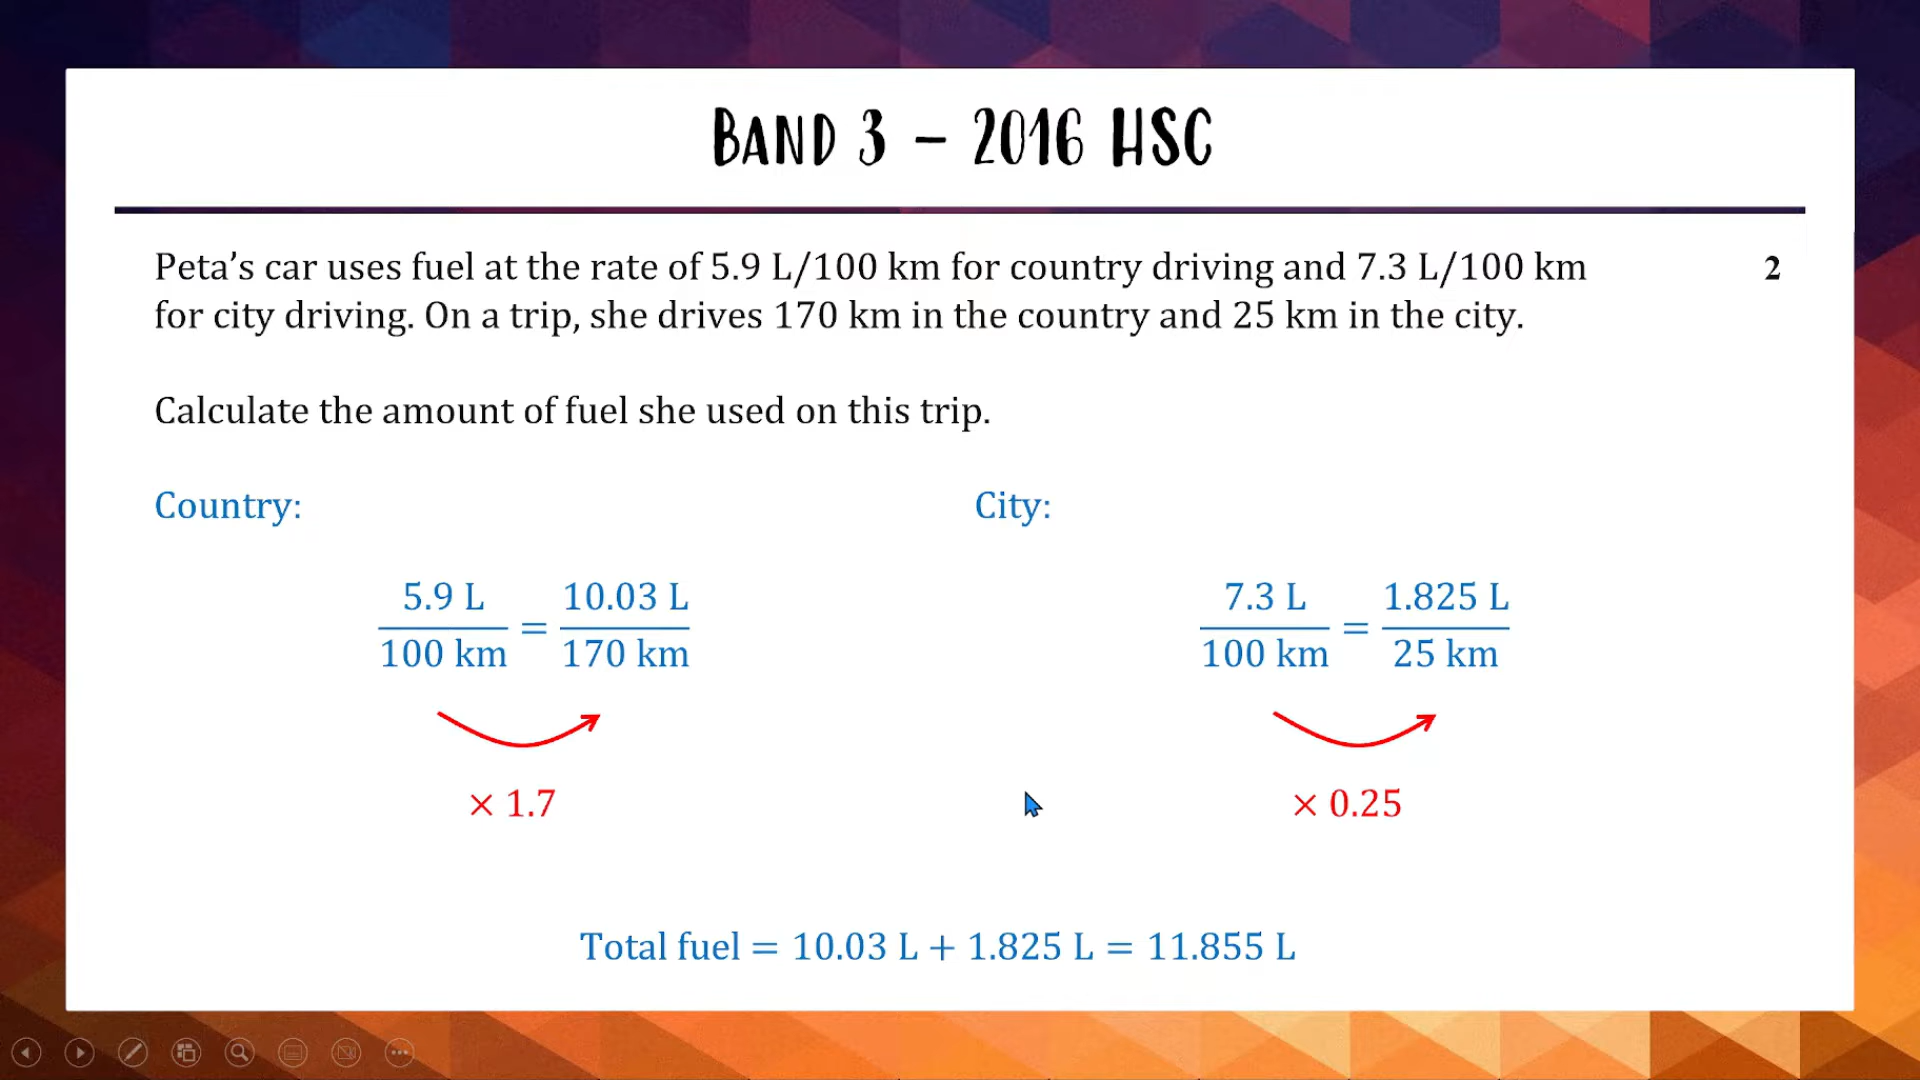 BAND 3 – 2016 HSC
Peta's car uses fuel at the rate of 5.9 L/100 km for country driving and 7.3 L/100 km 2
for city driving. On a trip, she drives 170 km in the country and 25 km in the city.
Calculate the amount of fuel she used on this trip.
Country: City:
5.9 L / 100 km = 10.03 L / 170 km
7.3 L / 100 km = 1.825 L / 25 km
× 1.7 × 0.25
Total fuel = 10.03 L + 1.825 L = 11.855 L